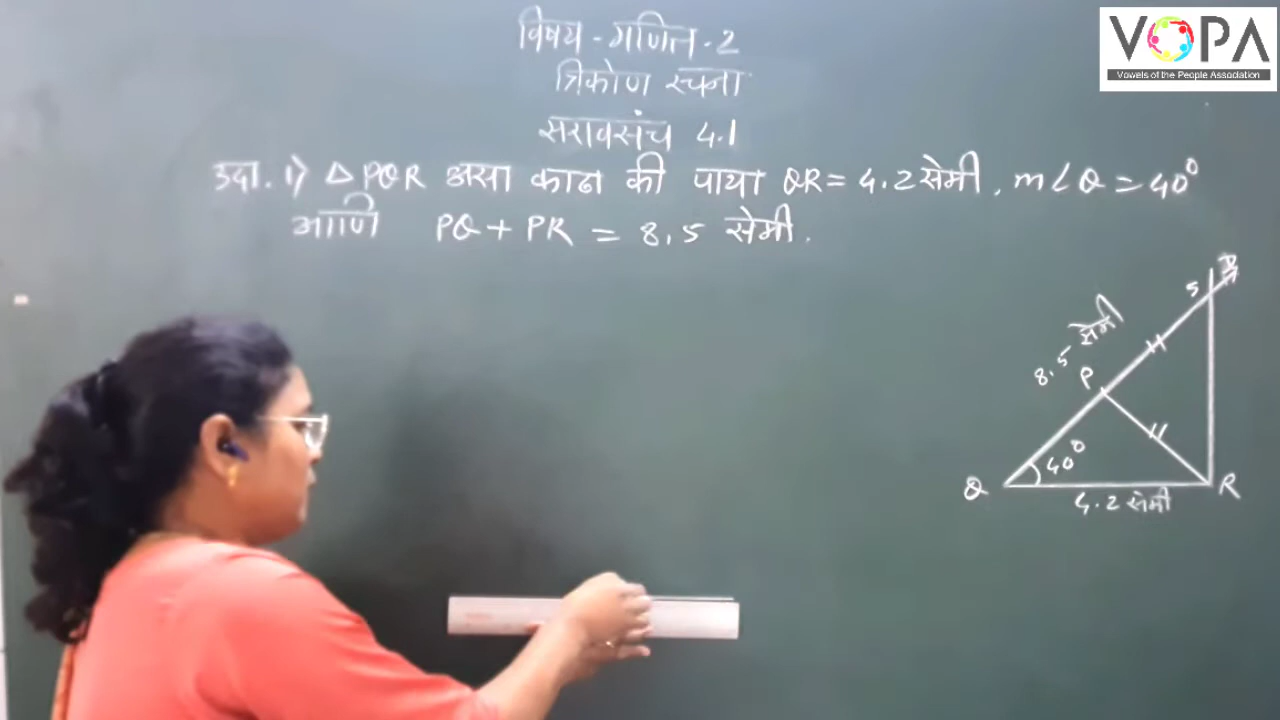 VOPA
Vowels of the People Association
विषय - गणित - 2
त्रिकोण रचना
सरावसंच 4.1
उदा. 1) △ PQR असा काढा की पाया QR = 4.2 सेमी, m∠Q = 40°
आणि PQ + PR = 8.5 सेमी.
S
8.5 सेमी
P
40°
Q
R
4.2 सेमी